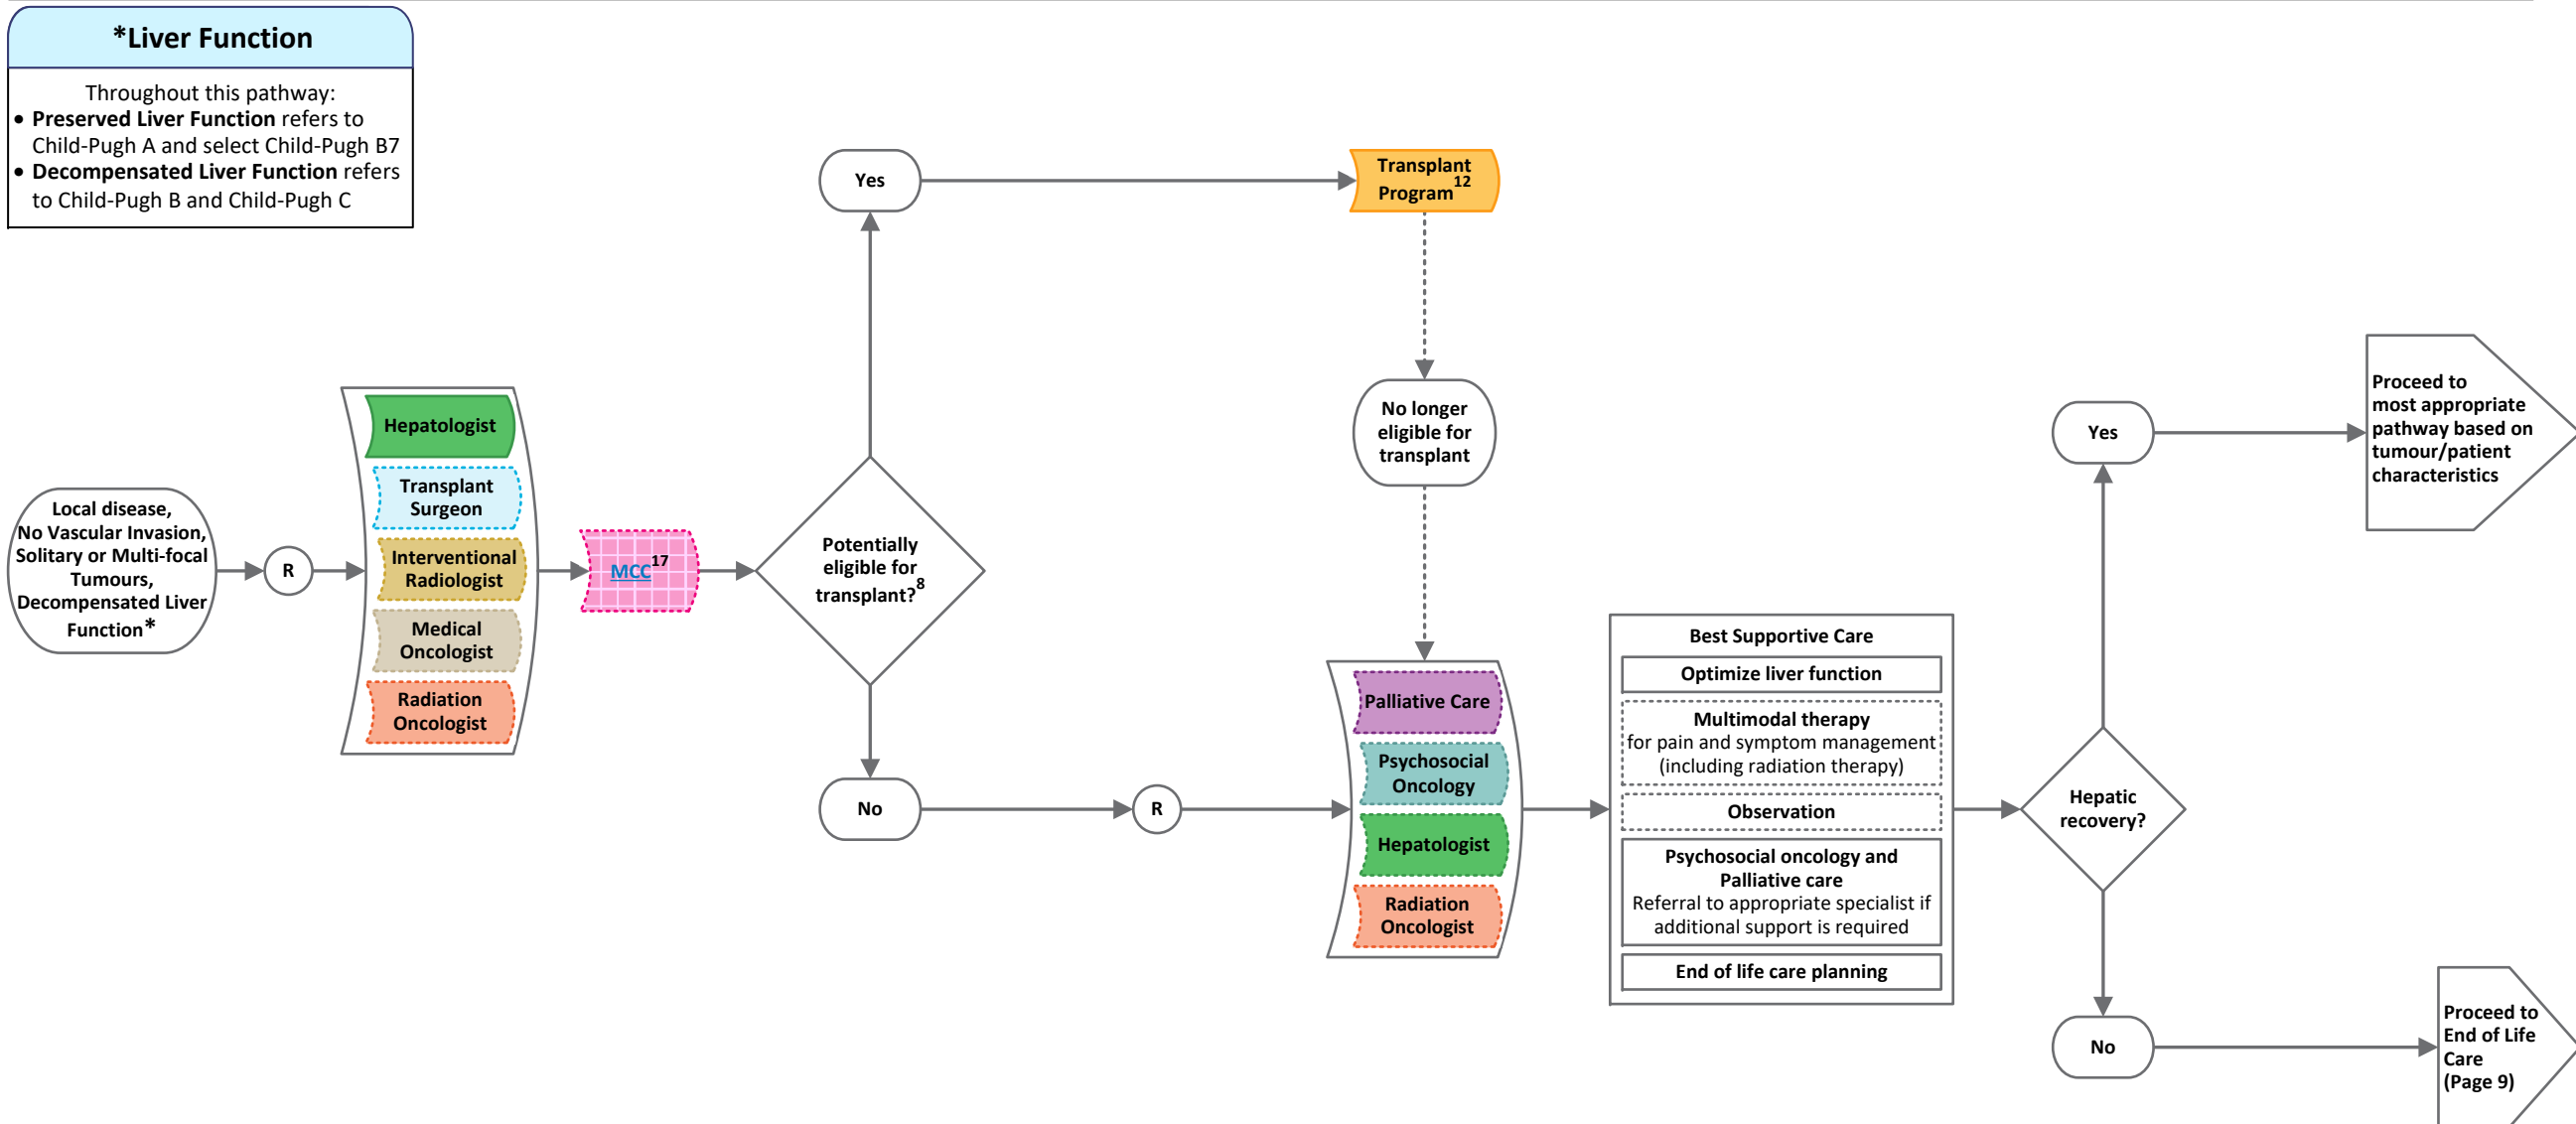 *Liver Function
Throughout this pathway:
• Preserved Liver Function refers to
Child-Pugh A and select Child-Pugh B7
• Decompensated Liver Function refers
to Child-Pugh B and Child-Pugh C
Local disease,
No Vascular Invasion,
Solitary or Multi-focal
Tumours,
Decompensated Liver
Function*
R
Hepatologist
Transplant
Surgeon
Interventional
Radiologist
Medical
Oncologist
Radiation
Oncologist
MCC17
Potentially
eligible for
transplant?8
Yes
Transplant
Program12
No longer
eligible for
transplant
No
R
Palliative Care
Psychosocial
Oncology
Hepatologist
Radiation
Oncologist
Best Supportive Care
Optimize liver function
Multimodal therapy
for pain and symptom management
(including radiation therapy)
Observation
Psychosocial oncology and
Palliative care
Referral to appropriate specialist if
additional support is required
End of life care planning
Hepatic
recovery?
Yes
Proceed to
most appropriate
pathway based on
tumour/patient
characteristics
No
Proceed to
End of Life
Care
(Page 9)